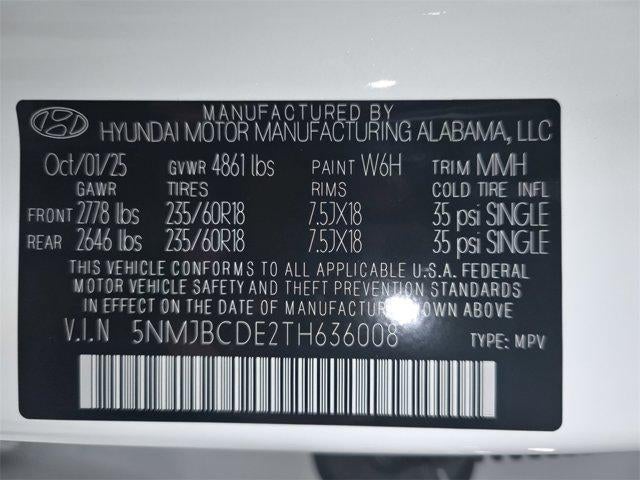 MANUFACTURED BY
HYUNDAI MOTOR MANUFACTURING ALABAMA, LLC
Oct/01/25 GVWR 4861 lbs PAINT W6H TRIM MMH
GAWR TIRES RIMS COLD TIRE INFL
FRONT 2778 lbs 235/60R18 7.5JX18 35 psi SINGLE
REAR 2646 lbs 235/60R18 7.5JX18 35 psi SINGLE
THIS VEHICLE CONFORMS TO ALL APPLICABLE U.S.A. FEDERAL
MOTOR VEHICLE SAFETY AND THEFT PREVENTION STANDARDS
IN EFFECT ON THE DATE OF MANUFACTURE SHOWN ABOVE
V.I.N 5NMJBCDE2TH636008 TYPE: MPV